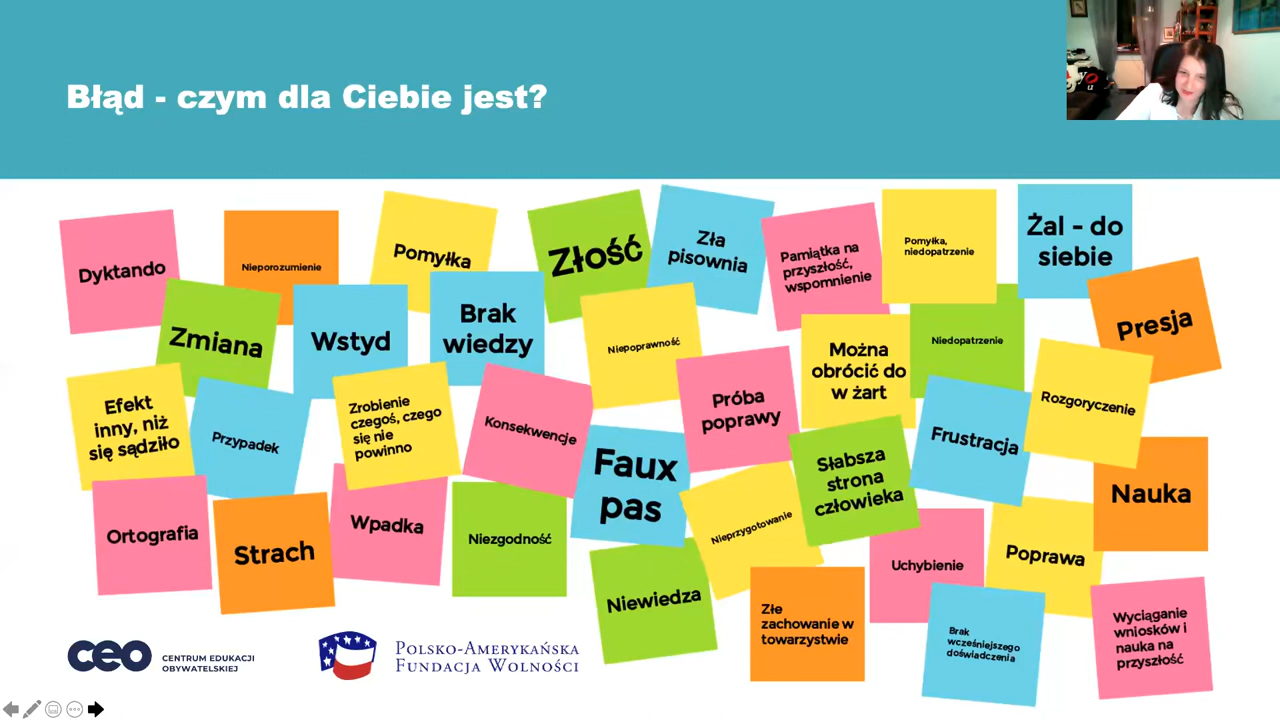 Błąd - czym dla Ciebie jest?
Dyktando
Nieporozumienie
Pomyłka
Złość
Zła
pisownia
Pamiątka na
przyszłość,
wspomnienie
Pomyłka,
niedopatrzenie
Żal - do
siebie
Zmiana
Wstyd
Brak
wiedzy
Niepoprawność
Można
obrócić do
w żart
Niedopatrzenie
Presja
Efekt
inny, niż
się sądziło
Przypadek
Zrobienie
czegoś, czego
się nie
powinno
Konsekwencje
Próba
poprawy
Frustracja
Rozgoryczenie
Faux
pas
Słabsza
strona
człowieka
Nauka
Ortografia
Strach
Wpadka
Niezgodność
Nieprzygotowanie
Uchybienie
Poprawa
Niewiedza
Złe
zachowanie w
towarzystwie
Brak
wcześniejszego
doświadczenia
Wyciąganie
wniosków i
nauka na
przyszłość
ceo
CENTRUM EDUKACJI
OBYWATELSKIEJ
POLSKO-AMERYKAŃSKA
FUNDACJA WOLNOŚCI